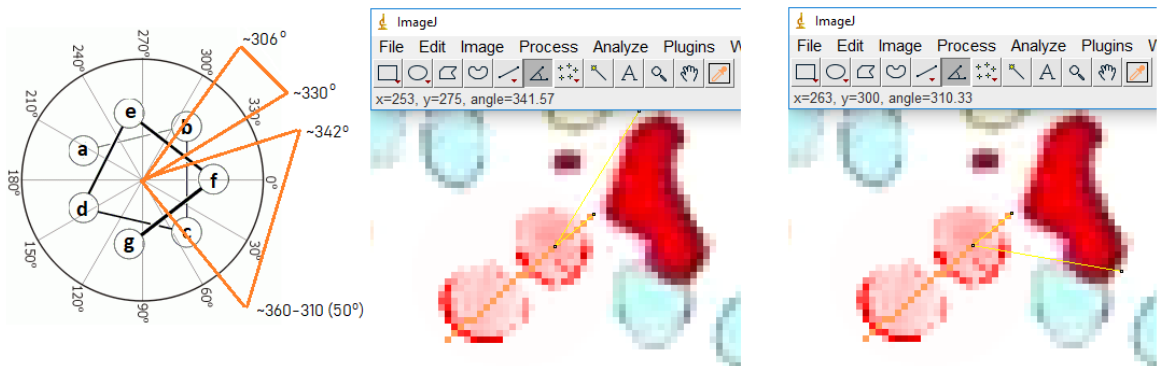 270°
240°
300°
210°
330°
180°
0°
150°
30°
120°
60°
90°
e
b
a
f
d
c
g
~306°
~330°
~342°
~360-310 (50°)
ImageJ
File Edit Image Process Analyze Plugins W
A
x=253, y=275, angle=341.57
ImageJ
File Edit Image Process Analyze Plugins V
A
x=263, y=300, angle=310.33